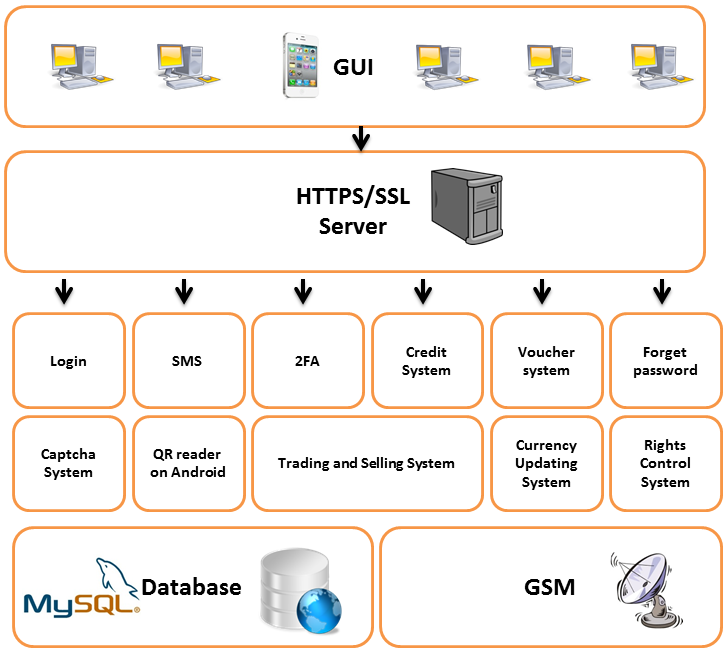 GUI
HTTPS/SSL
Server
Login
SMS
2FA
Credit
System
Voucher
system
Forget
password
Captcha
System
QR reader
on Android
Trading and Selling System
Currency
Updating
System
Rights
Control
System
MySQL®
Database
GSM